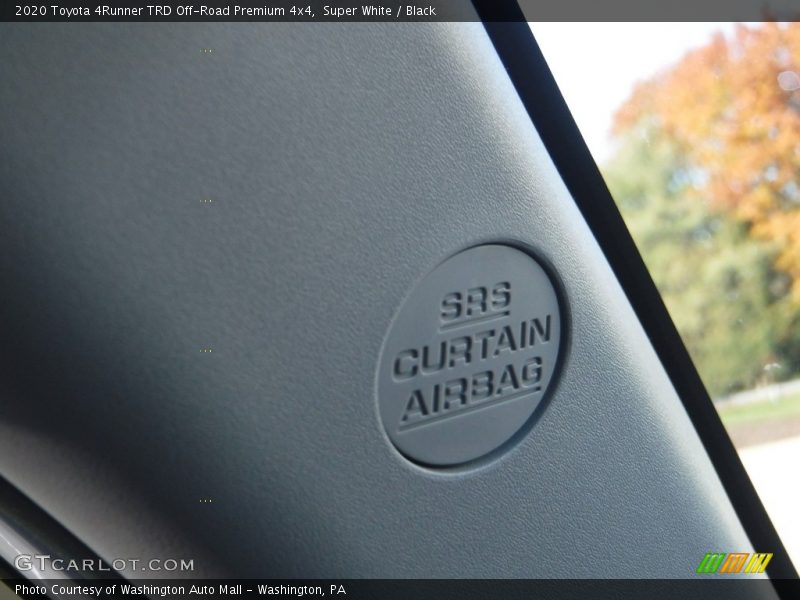 2020 Toyota 4Runner TRD Off-Road Premium 4x4, Super White / Black
SRS
CURTAIN
AIRBAG
GTCARLOT.COM
Photo Courtesy of Washington Auto Mall - Washington, PA